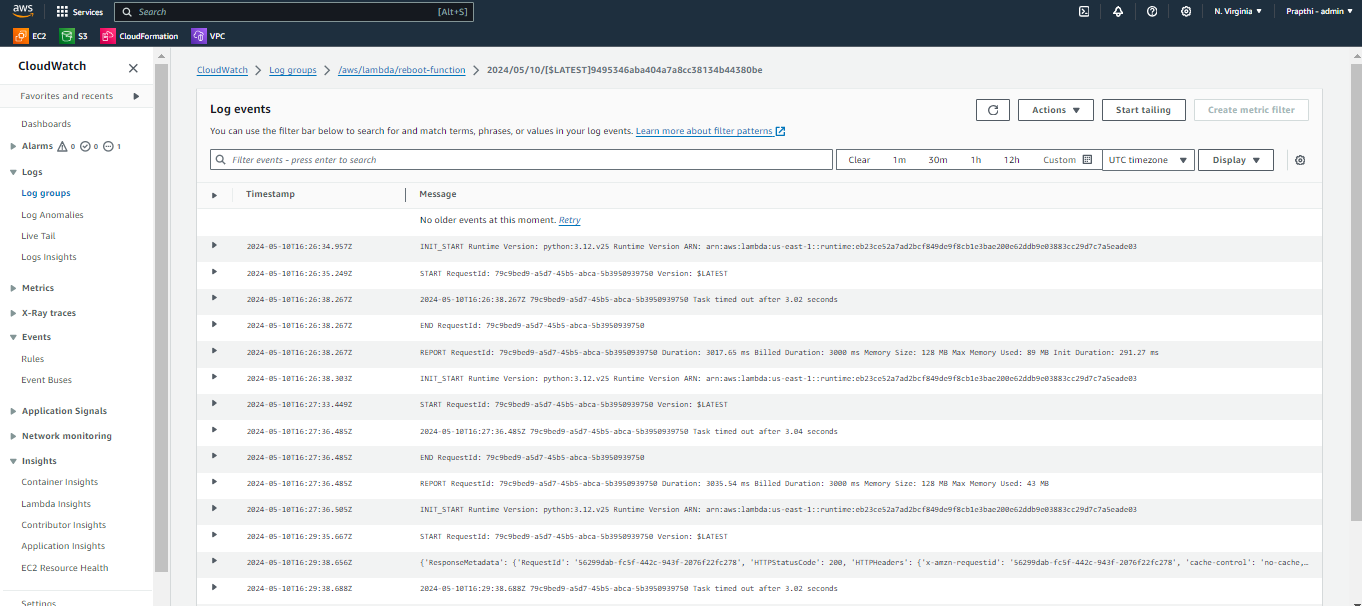 aws Services Search [Alt+S] N. Virginia Prapthi - admin
EC2 S3 CloudFormation VPC
CloudWatch
Favorites and recents
Dashboards
Alarms 0 0 1
Logs
Log groups
Log Anomalies
Live Tail
Logs Insights
Metrics
X-Ray traces
Events
Rules
Event Buses
Application Signals
Network monitoring
Insights
Container Insights
Lambda Insights
Contributor Insights
Application Insights
EC2 Resource Health
Settings
CloudWatch Log groups /aws/lambda/reboot-function 2024/05/10/[$LATEST]9495346aba404a7a8cc38134b44380be
Log events
Actions Start tailing Create metric filter
You can use the filter bar below to search for and match terms, phrases, or values in your log events. Learn more about filter patterns
Filter events - press enter to search Clear 1m 30m 1h 12h Custom UTC timezone Display
Timestamp Message
No older events at this moment. Retry
2024-05-10T16:26:34.957Z INIT_START Runtime Version: python:3.12.v25 Runtime Version ARN: arn:aws:lambda:us-east-1::runtime:eb23ce52a7ad2bcf849de9f8cb1e3bae200e62ddb9e03883cc29d7c7a5eade03
2024-05-10T16:26:35.249Z START RequestId: 79c9bed9-a5d7-45b5-abca-5b3950939750 Version: $LATEST
2024-05-10T16:26:38.267Z 2024-05-10T16:26:38.267Z 79c9bed9-a5d7-45b5-abca-5b3950939750 Task timed out after 3.02 seconds
2024-05-10T16:26:38.267Z END RequestId: 79c9bed9-a5d7-45b5-abca-5b3950939750
2024-05-10T16:26:38.267Z REPORT RequestId: 79c9bed9-a5d7-45b5-abca-5b3950939750 Duration: 3017.65 ms Billed Duration: 3000 ms Memory Size: 128 MB Max Memory Used: 89 MB Init Duration: 291.27 ms
2024-05-10T16:26:38.303Z INIT_START Runtime Version: python:3.12.v25 Runtime Version ARN: arn:aws:lambda:us-east-1::runtime:eb23ce52a7ad2bcf849de9f8cb1e3bae200e62ddb9e03883cc29d7c7a5eade03
2024-05-10T16:27:33.449Z START RequestId: 79c9bed9-a5d7-45b5-abca-5b3950939750 Version: $LATEST
2024-05-10T16:27:36.485Z 2024-05-10T16:27:36.485Z 79c9bed9-a5d7-45b5-abca-5b3950939750 Task timed out after 3.04 seconds
2024-05-10T16:27:36.485Z END RequestId: 79c9bed9-a5d7-45b5-abca-5b3950939750
2024-05-10T16:27:36.485Z REPORT RequestId: 79c9bed9-a5d7-45b5-abca-5b3950939750 Duration: 3035.54 ms Billed Duration: 3000 ms Memory Size: 128 MB Max Memory Used: 43 MB
2024-05-10T16:27:36.505Z INIT_START Runtime Version: python:3.12.v25 Runtime Version ARN: arn:aws:lambda:us-east-1::runtime:eb23ce52a7ad2bcf849de9f8cb1e3bae200e62ddb9e03883cc29d7c7a5eade03
2024-05-10T16:29:35.667Z START RequestId: 79c9bed9-a5d7-45b5-abca-5b3950939750 Version: $LATEST
2024-05-10T16:29:38.656Z {'ResponseMetadata': {'RequestId': '56299dab-fc5f-442c-943f-2076f22fc278', 'HTTPStatusCode': 200, 'HTTPHeaders': {'x-amzn-requestid': '56299dab-fc5f-442c-943f-2076f22fc278', 'cache-control': 'no-cache,…
2024-05-10T16:29:38.688Z 2024-05-10T16:29:38.688Z 79c9bed9-a5d7-45b5-abca-5b3950939750 Task timed out after 3.02 seconds